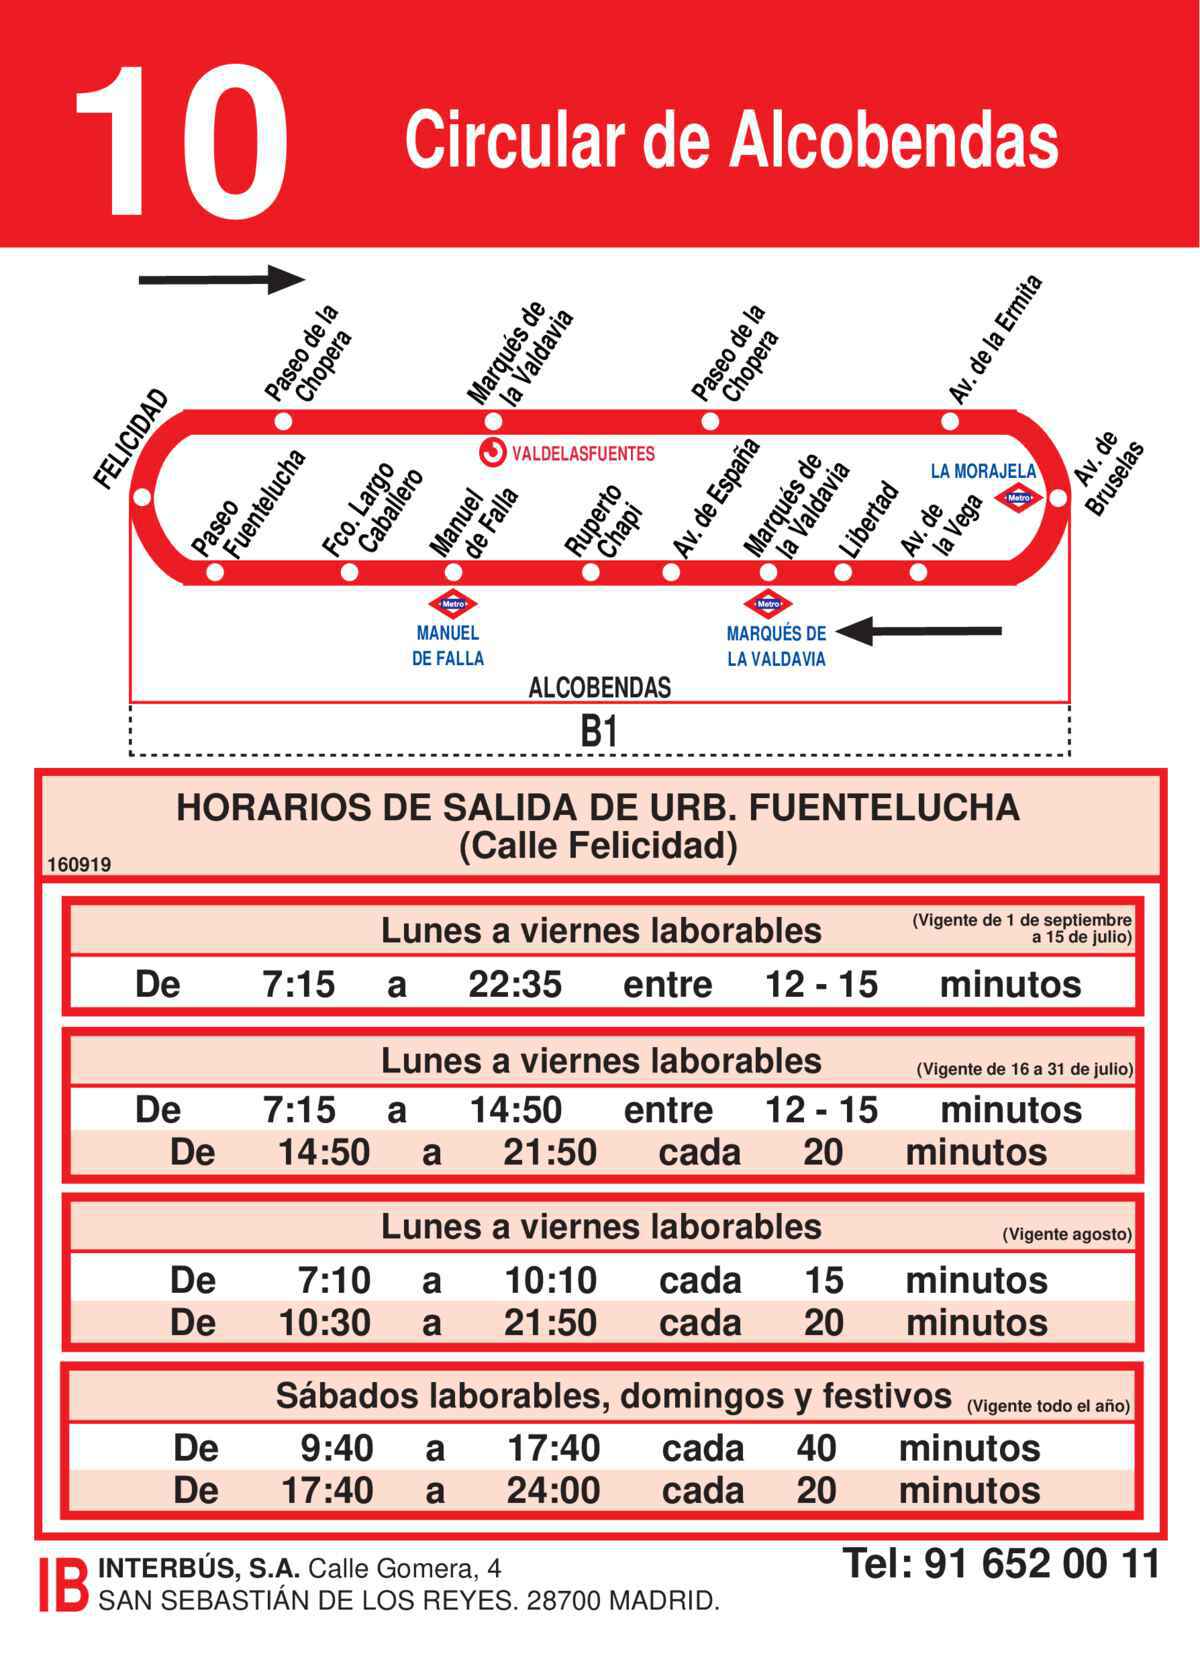 10
Circular de Alcobendas
FELICIDAD
Paseo de la
Chopera
Marqués de
la Valdavia
Paseo de la
Chopera
Av. de la Ermita
VALDELASFUENTES
LA MORAJELA
Metro
Av. de
Bruselas
Paseo
Fuentelucha
Fco. Largo
Caballero
Manuel
de Falla
Ruperto
Chapi
Av. de España
Marqués de
la Valdavia
Libertad
Av. de
la Vega
Metro
MANUEL
DE FALLA
Metro
MARQUÉS DE
LA VALDAVIA
ALCOBENDAS
B1
HORARIOS DE SALIDA DE URB. FUENTELUCHA
(Calle Felicidad)
160919
Lunes a viernes laborables (Vigente de 1 de septiembre
a 15 de julio)
De 7:15 a 22:35 entre 12 - 15 minutos
Lunes a viernes laborables (Vigente de 16 a 31 de julio)
De 7:15 a 14:50 entre 12 - 15 minutos
De 14:50 a 21:50 cada 20 minutos
Lunes a viernes laborables (Vigente agosto)
De 7:10 a 10:10 cada 15 minutos
De 10:30 a 21:50 cada 20 minutos
Sábados laborables, domingos y festivos (Vigente todo el año)
De 9:40 a 17:40 cada 40 minutos
De 17:40 a 24:00 cada 20 minutos
IB INTERBÚS, S.A. Calle Gomera, 4
SAN SEBASTIÁN DE LOS REYES. 28700 MADRID.
Tel: 91 652 00 11